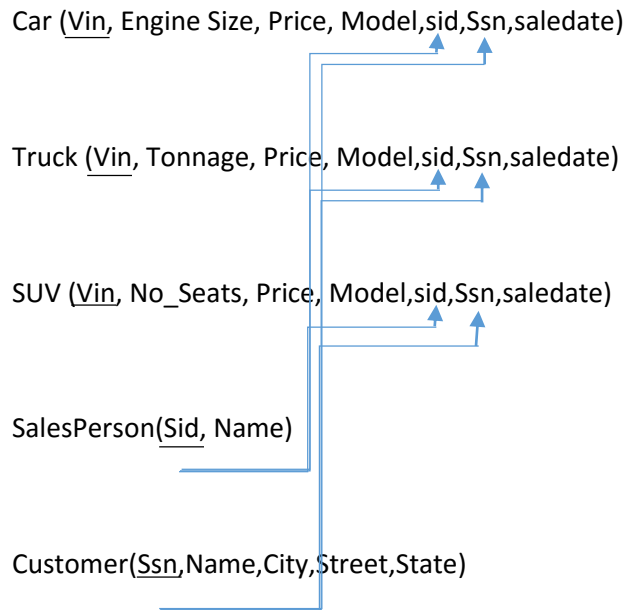 Car (Vin, Engine Size, Price, Model,sid,Ssn,saledate)
Truck (Vin, Tonnage, Price, Model,sid,Ssn,saledate)
SUV (Vin, No_Seats, Price, Model,sid,Ssn,saledate)
SalesPerson(Sid, Name)
Customer(Ssn,Name,City,Street,State)